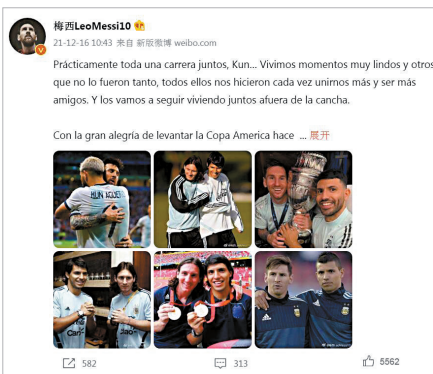 梅西LeoMessi10
21-12-16 10:43 来自 新版微博 weibo.com
Prácticamente toda una carrera juntos, Kun... Vivimos momentos muy lindos y otros
que no lo fueron tanto, todos ellos nos hicieron cada vez unirnos más y ser más
amigos. Y los vamos a seguir viviendo juntos afuera de la cancha.
Con la gran alegría de levantar la Copa America hace ... 展开
KUN AGÜERO
582
313
5562